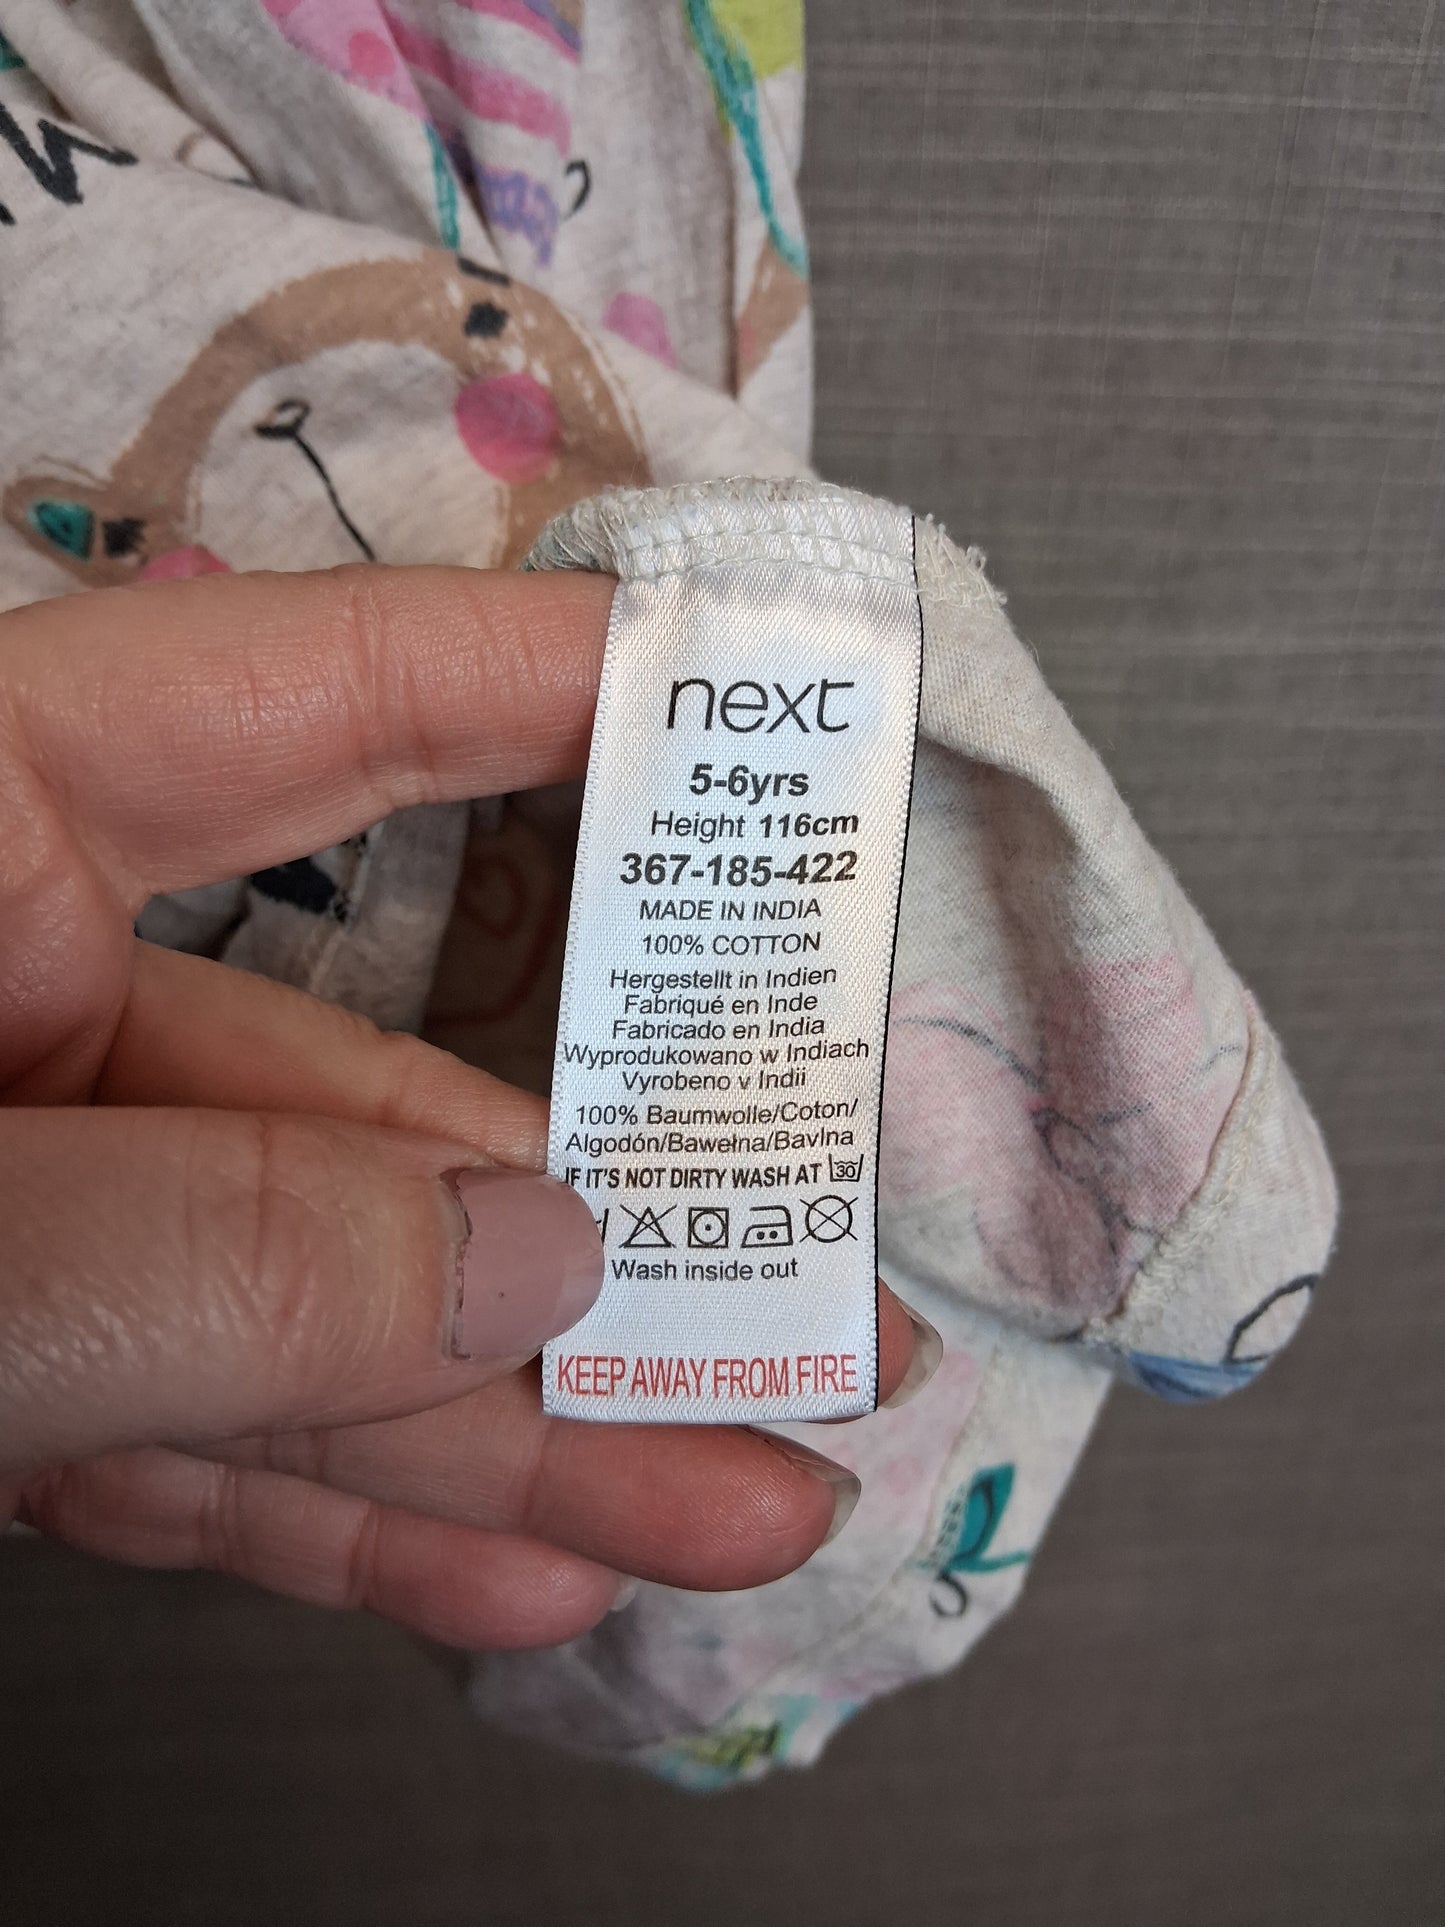 next
5-6yrs
Height 116cm
367-185-422
MADE IN INDIA
100% COTTON
Hergestellt in Indien
Fabriqué en Inde
Fabricado en India
Wyprodukowano w Indiach
Vyrobeno v Indii
100% Baumwolle/Coton/
Algodón/Bawełna/Bavlna
IF IT'S NOT DIRTY WASH AT 30
Wash inside out
KEEP AWAY FROM FIRE